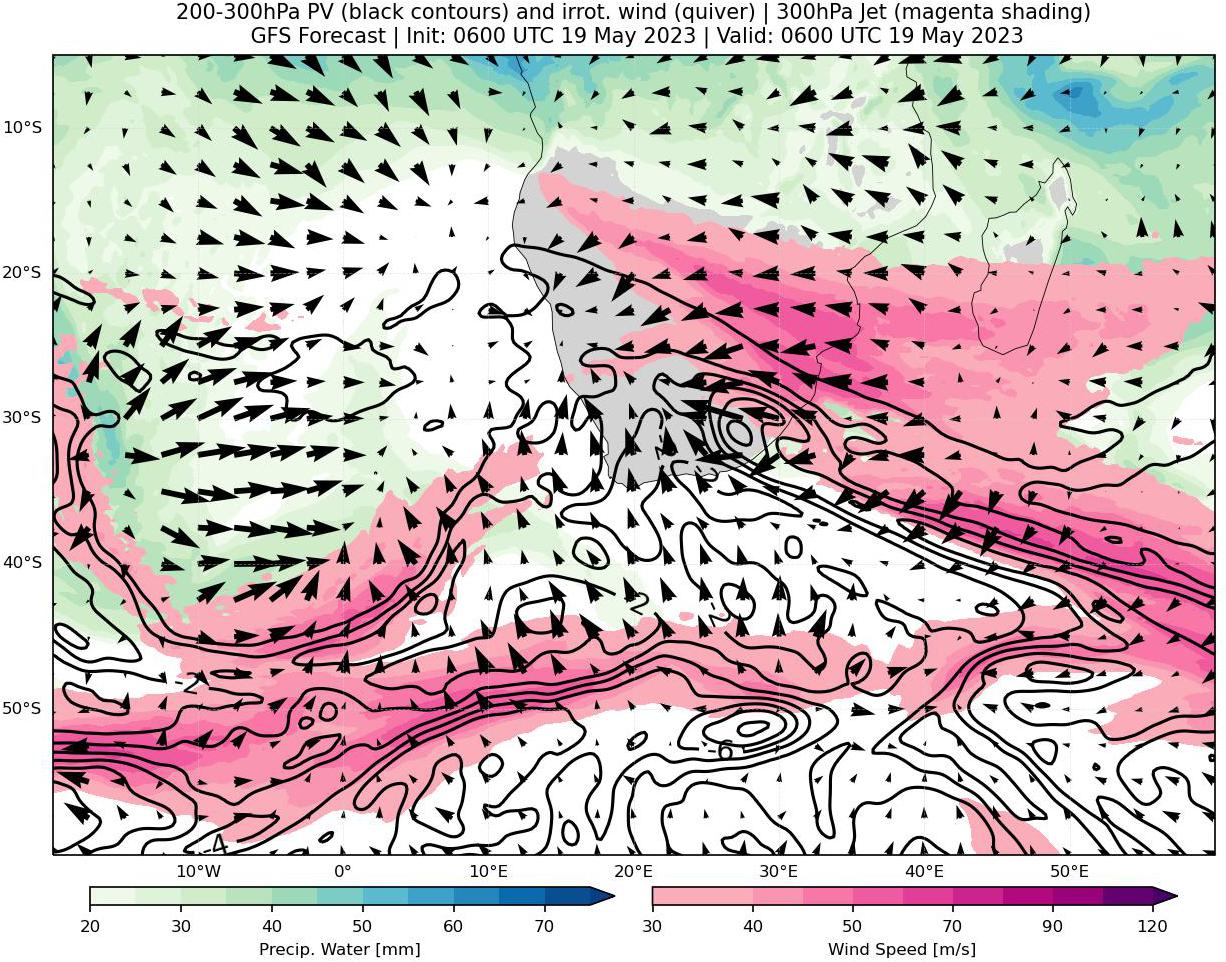 200-300hPa PV (black contours) and irrot. wind (quiver) | 300hPa Jet (magenta shading)
GFS Forecast | Init: 0600 UTC 19 May 2023 | Valid: 0600 UTC 19 May 2023
10°S
20°S
30°S
40°S
50°S
-2
-2
-2
-6
-4
10°W 0° 10°E 20°E 30°E 40°E 50°E
20 30 40 50 60 70
Precip. Water [mm]
30 40 50 70 90 120
Wind Speed [m/s]